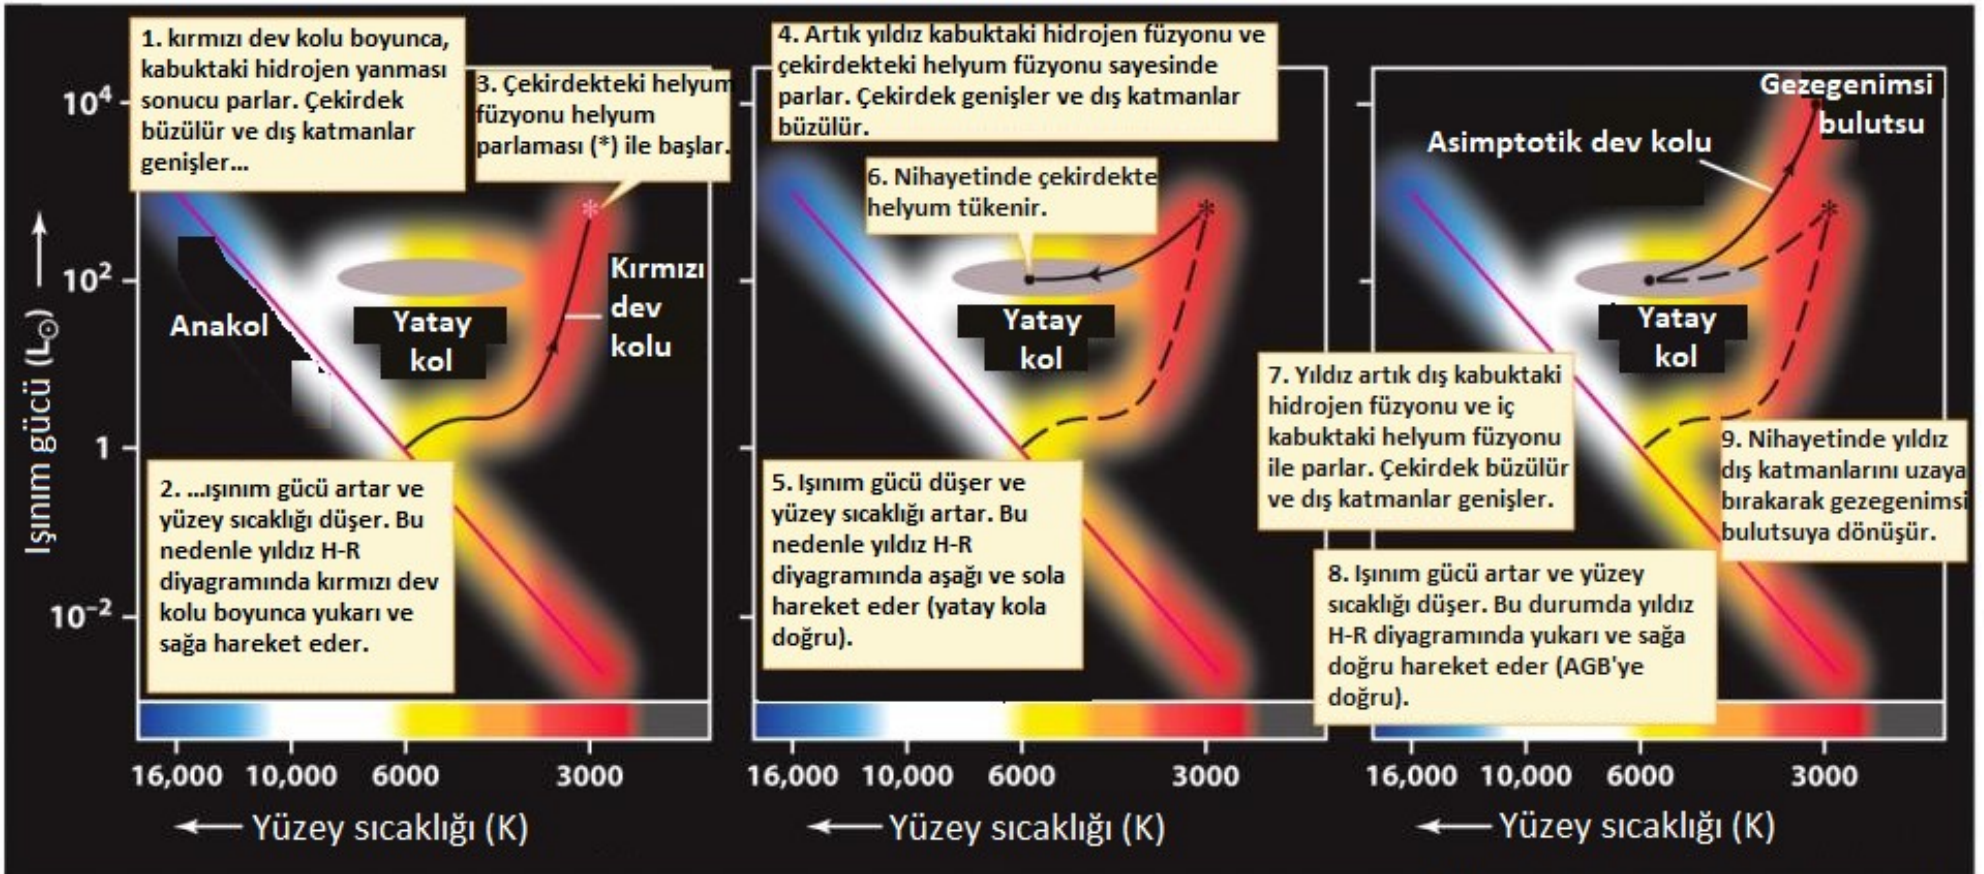 1. kırmızı dev kolu boyunca,
kabuktaki hidrojen yanması
sonucu parlar. Çekirdek
büzülür ve dış katmanlar
genişler...
3. Çekirdekteki helyum
füzyonu helyum
parlaması (*) ile başlar.
10⁴
10²
1
10⁻²
Işınım gücü (L☉)
*
Anakol
Yatay
kol
Kırmızı
dev
kolu
2. ...ışınım gücü artar ve
yüzey sıcaklığı düşer. Bu
nedenle yıldız H-R
diyagramında kırmızı dev
kolu boyunca yukarı ve
sağa hareket eder.
16,000 10,000 6000 3000
Yüzey sıcaklığı (K)
4. Artık yıldız kabuktaki hidrojen füzyonu ve
çekirdekteki helyum füzyonu sayesinde
parlar. Çekirdek genişler ve dış katmanlar
büzülür.
6. Nihayetinde çekirdekte
helyum tükenir.
*
Yatay
kol
5. Işınım gücü düşer ve
yüzey sıcaklığı artar. Bu
nedenle yıldız H-R
diyagramında aşağı ve sola
hareket eder (yatay kola
doğru).
16,000 10,000 6000 3000
Yüzey sıcaklığı (K)
Gezegenimsi
bulutsu
Asimptotik dev kolu
*
Yatay
kol
7. Yıldız artık dış kabuktaki
hidrojen füzyonu ve iç
kabuktaki helyum füzyonu
ile parlar. Çekirdek büzülür
ve dış katmanlar genişler.
9. Nihayetinde yıldız
dış katmanlarını uzaya
bırakarak gezegenimsi
bulutsuya dönüşür.
8. Işınım gücü artar ve yüzey
sıcaklığı düşer. Bu durumda yıldız
H-R diyagramında yukarı ve sağa
doğru hareket eder (AGB'ye
doğru).
16,000 10,000 6000 3000
Yüzey sıcaklığı (K)